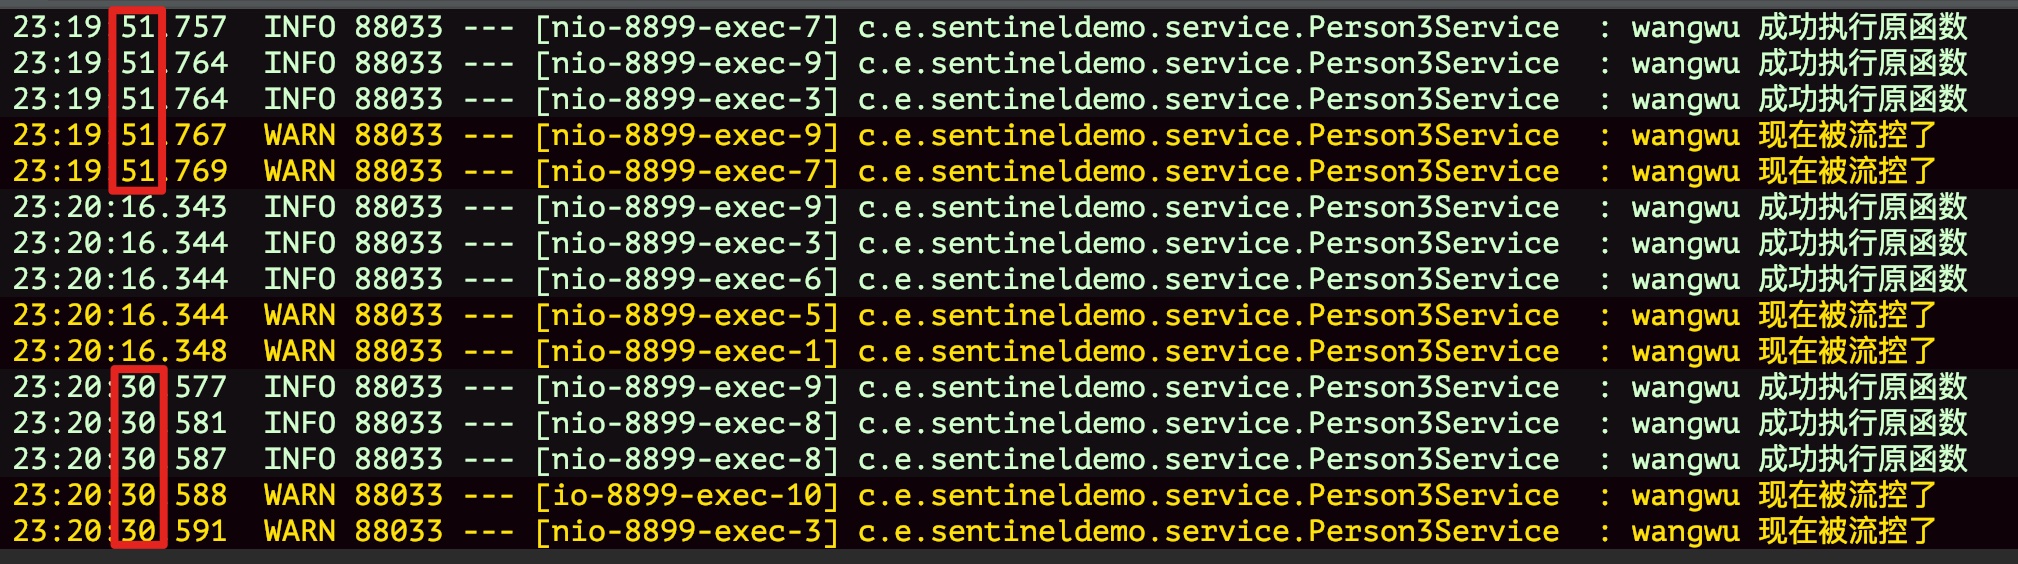 23:19:51.757  INFO 88033 --- [nio-8899-exec-7] c.e.sentineldemo.service.Person3Service  : wangwu 成功执行原函数
23:19:51.764  INFO 88033 --- [nio-8899-exec-9] c.e.sentineldemo.service.Person3Service  : wangwu 成功执行原函数
23:19:51.764  INFO 88033 --- [nio-8899-exec-3] c.e.sentineldemo.service.Person3Service  : wangwu 成功执行原函数
23:19:51.767  WARN 88033 --- [nio-8899-exec-9] c.e.sentineldemo.service.Person3Service  : wangwu 现在被流控了
23:19:51.769  WARN 88033 --- [nio-8899-exec-7] c.e.sentineldemo.service.Person3Service  : wangwu 现在被流控了
23:20:16.343  INFO 88033 --- [nio-8899-exec-9] c.e.sentineldemo.service.Person3Service  : wangwu 成功执行原函数
23:20:16.344  INFO 88033 --- [nio-8899-exec-3] c.e.sentineldemo.service.Person3Service  : wangwu 成功执行原函数
23:20:16.344  INFO 88033 --- [nio-8899-exec-6] c.e.sentineldemo.service.Person3Service  : wangwu 成功执行原函数
23:20:16.344  WARN 88033 --- [nio-8899-exec-5] c.e.sentineldemo.service.Person3Service  : wangwu 现在被流控了
23:20:16.348  WARN 88033 --- [nio-8899-exec-1] c.e.sentineldemo.service.Person3Service  : wangwu 现在被流控了
23:20:30.577  INFO 88033 --- [nio-8899-exec-9] c.e.sentineldemo.service.Person3Service  : wangwu 成功执行原函数
23:20:30.581  INFO 88033 --- [nio-8899-exec-8] c.e.sentineldemo.service.Person3Service  : wangwu 成功执行原函数
23:20:30.587  INFO 88033 --- [nio-8899-exec-8] c.e.sentineldemo.service.Person3Service  : wangwu 成功执行原函数
23:20:30.588  WARN 88033 --- [io-8899-exec-10] c.e.sentineldemo.service.Person3Service  : wangwu 现在被流控了
23:20:30.591  WARN 88033 --- [nio-8899-exec-3] c.e.sentineldemo.service.Person3Service  : wangwu 现在被流控了